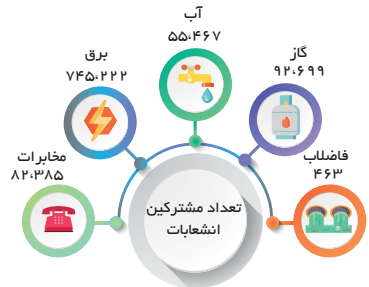 آب
۵۵،۴۶۷
گاز
۹۲،۶۹۹
برق
۷۴۵،۲۲۲
فاضلاب
۴۶۳
مخابرات
۸۲،۳۸۵
تعداد مشترکین
انشعابات